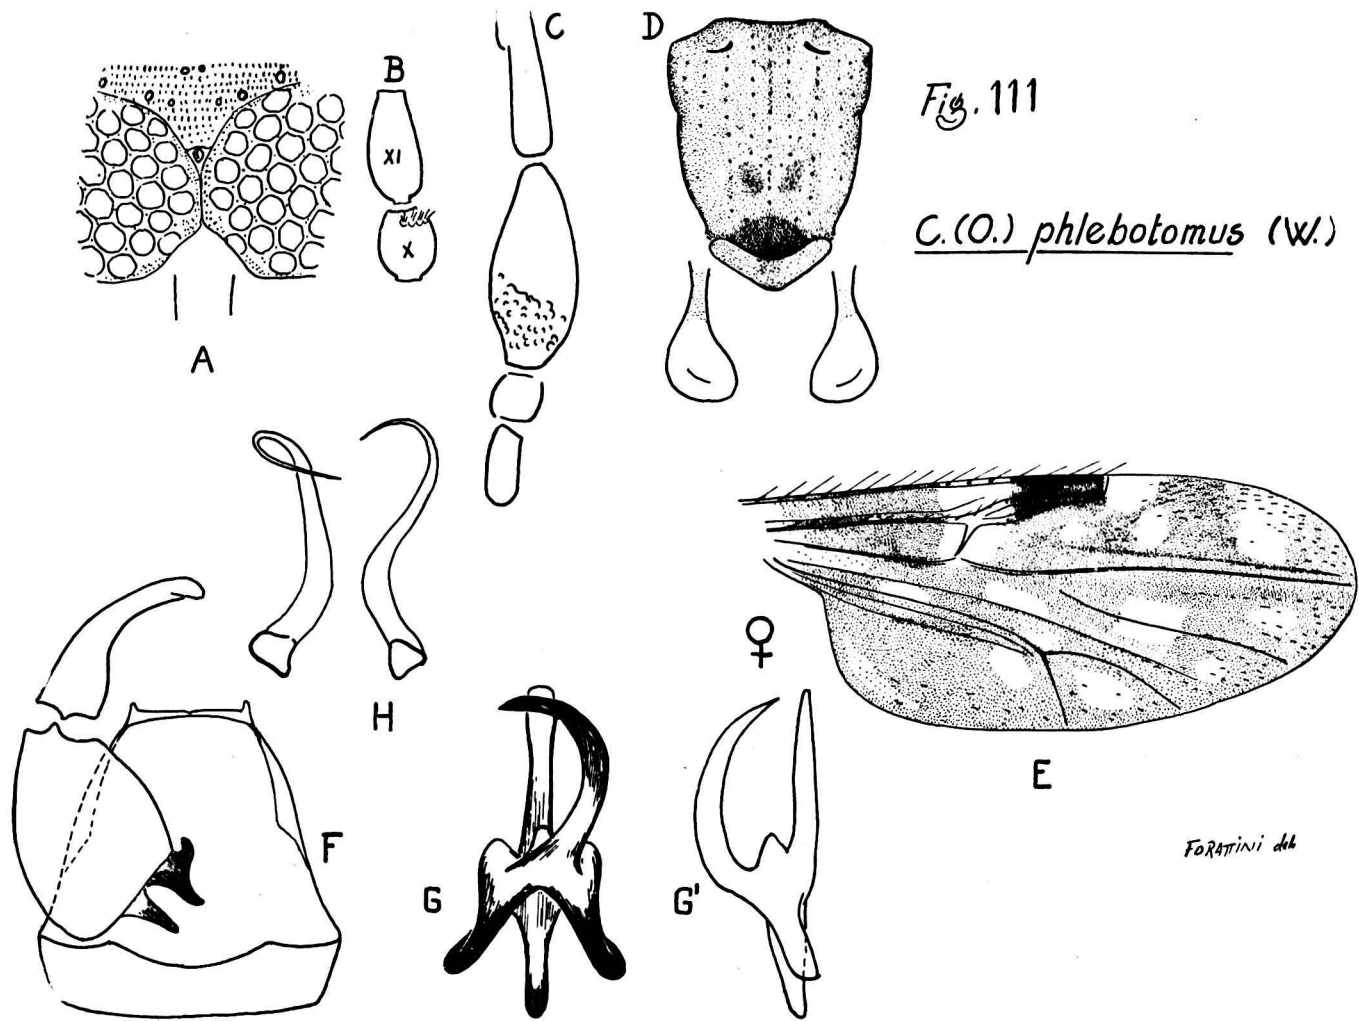 A
B
XI
X
C
D
Fig. 111
C. (O.) phlebotomus (W.)
♀
E
F
G
G'
H
FORATTINI del.